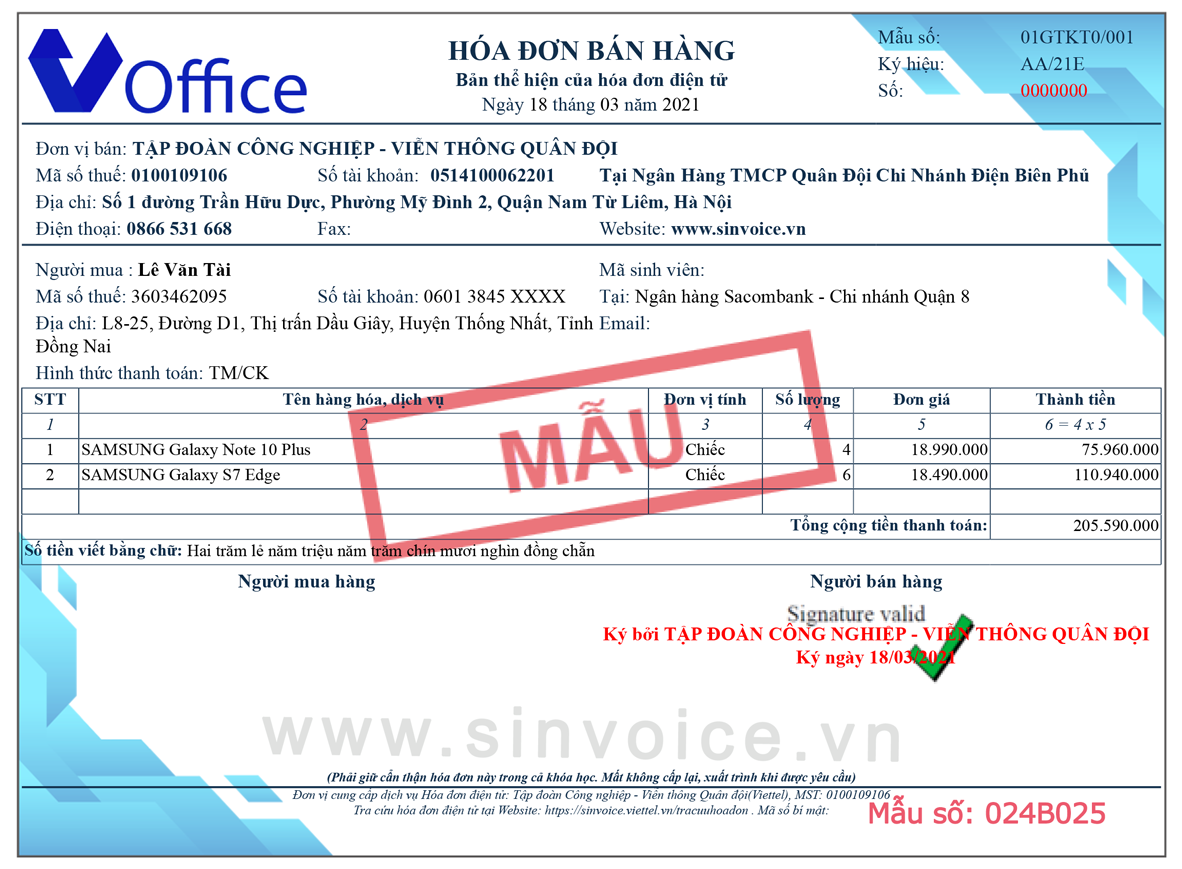 Office
HÓA ĐƠN BÁN HÀNG
Bản thể hiện của hóa đơn điện tử
Ngày 18 tháng 03 năm 2021
Mẫu số: 01GTKT0/001
Ký hiệu: AA/21E
Số: 0000000
Đơn vị bán: TẬP ĐOÀN CÔNG NGHIỆP - VIỄN THÔNG QUÂN ĐỘI
Mã số thuế: 0100109106 Số tài khoản: 0514100062201 Tại Ngân Hàng TMCP Quân Đội Chi Nhánh Điện Biên Phủ
Địa chỉ: Số 1 đường Trần Hữu Dực, Phường Mỹ Đình 2, Quận Nam Từ Liêm, Hà Nội
Điện thoại: 0866 531 668 Fax: Website: www.sinvoice.vn
Người mua : Lê Văn Tài Mã sinh viên:
Mã số thuế: 3603462095 Số tài khoản: 0601 3845 XXXX Tại: Ngân hàng Sacombank - Chi nhánh Quận 8
Địa chỉ: L8-25, Đường D1, Thị trấn Dầu Giây, Huyện Thống Nhất, Tỉnh Email:
Đồng Nai
Hình thức thanh toán: TM/CK
STT Tên hàng hóa, dịch vụ Đơn vị tính Số lượng Đơn giá Thành tiền
1 2 3 4 5 6 = 4 x 5
1 SAMSUNG Galaxy Note 10 Plus Chiếc 4 18.990.000 75.960.000
2 SAMSUNG Galaxy S7 Edge Chiếc 6 18.490.000 110.940.000
MẪU
Tổng cộng tiền thanh toán: 205.590.000
Số tiền viết bằng chữ: Hai trăm lẻ năm triệu năm trăm chín mươi nghìn đồng chẵn
Người mua hàng Người bán hàng
Signature valid
Ký bởi TẬP ĐOÀN CÔNG NGHIỆP - VIỄN THÔNG QUÂN ĐỘI
Ký ngày 18/03/2021
www.sinvoice.vn
(Phải giữ cẩn thận hóa đơn này trong cả khóa học. Mất không cấp lại, xuất trình khi được yêu cầu)
Đơn vị cung cấp dịch vụ Hóa đơn điện tử: Tập đoàn Công nghiệp - Viễn thông Quân đội(Viettel), MST: 0100109106
Tra cứu hóa đơn điện tử tại Website: https://sinvoice.viettel.vn/tracuuhoadon . Mã số bí mật:
Mẫu số: 024B025